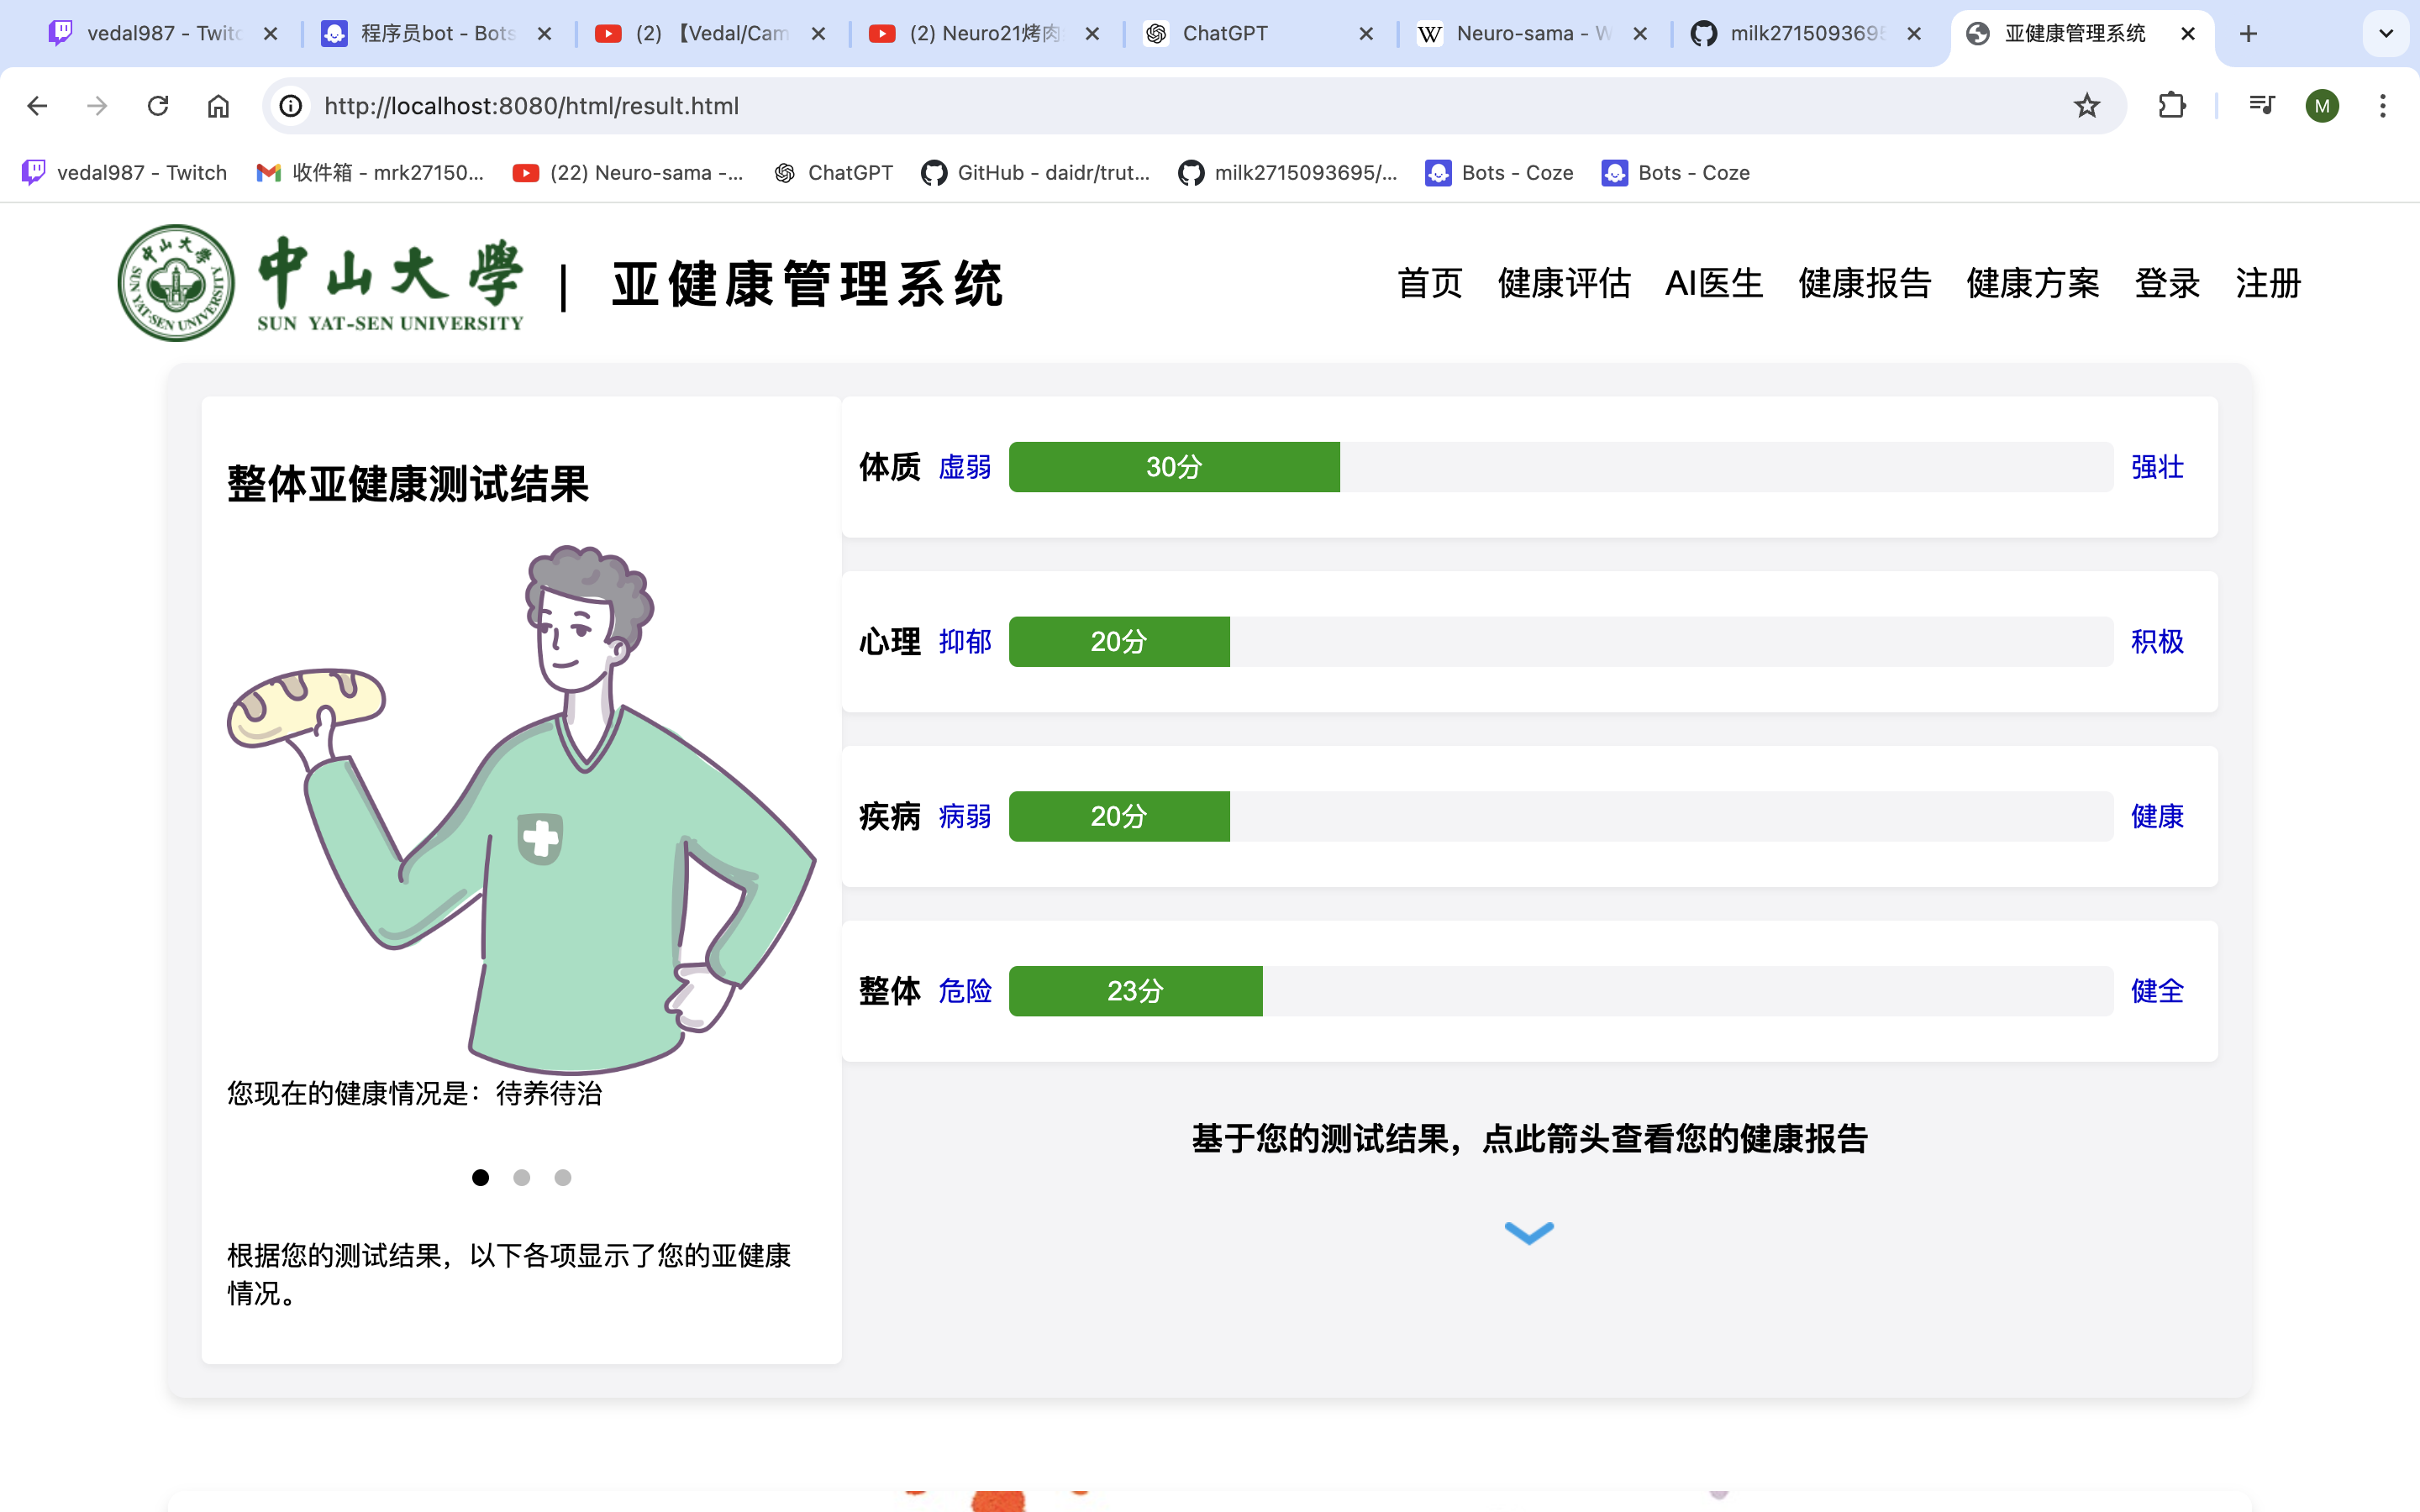 vedal987 - Twitc
程序员bot - Bots
(2) 【Vedal/Cam
(2) Neuro21烤肉
ChatGPT
Neuro-sama - W
milk2715093695
亚健康管理系统
http://localhost:8080/html/result.html
M
vedal987 - Twitch
收件箱 - mrk27150...
(22) Neuro-sama -...
ChatGPT
GitHub - daidr/trut...
milk2715093695/...
Bots - Coze
Bots - Coze
中山大學
SUN YAT-SEN UNIVERSITY
中山大學
SUN YAT-SEN UNIVERSITY
| 亚健康管理系统
首页 健康评估 AI医生 健康报告 健康方案 登录 注册
整体亚健康测试结果
您现在的健康情况是：待养待治
根据您的测试结果，以下各项显示了您的亚健康
情况。
体质 虚弱 30分 强壮
心理 抑郁 20分 积极
疾病 病弱 20分 健康
整体 危险 23分 健全
基于您的测试结果，点此箭头查看您的健康报告